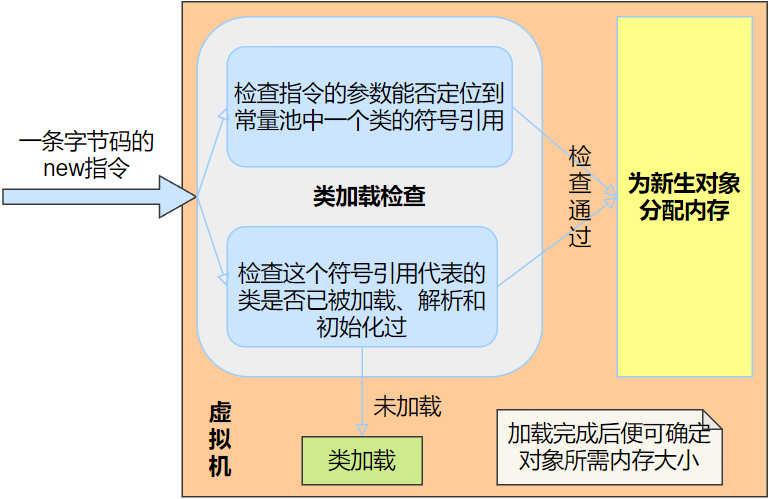 一条字节码的
new指令
检查指令的参数能否定位到
常量池中一个类的符号引用
类加载检查
检查这个符号引用代表的
类是否已被加载、解析和
初始化过
检
查
通
过
为新生对象
分配内存
未加载
类加载
虚
拟
机
加载完成后便可确定
对象所需内存大小